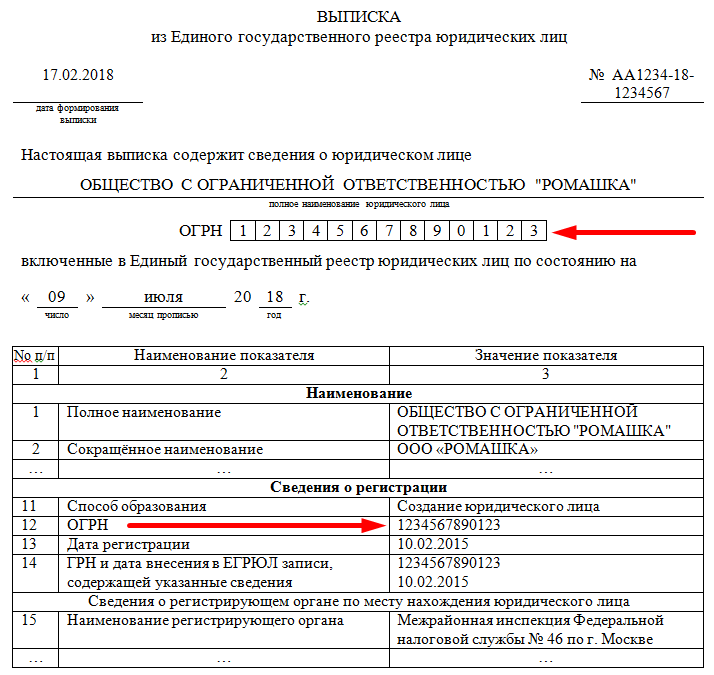 ВЫПИСКА
из Единого государственного реестра юридических лиц
17.02.2018
№ АА1234-18-
1234567
дата формирования
выписки
Настоящая выписка содержит сведения о юридическом лице
ОБЩЕСТВО С ОГРАНИЧЕННОЙ ОТВЕТСТВЕННОСТЬЮ "РОМАШКА"
полное наименование юридического лица
ОГРН 1 2 3 4 5 6 7 8 9 0 1 2 3
включенные в Единый государственный реестр юридических лиц по состоянию на
« 09 » июля 20 18 г.
число месяц прописью год
No п/п Наименование показателя Значение показателя
1 2 3
Наименование
1 Полное наименование ОБЩЕСТВО С ОГРАНИЧЕННОЙ
ОТВЕТСТВЕННОСТЬЮ "РОМАШКА"
2 Сокращённое наименование ООО «РОМАШКА»
... ... ...
Сведения о регистрации
11 Способ образования Создание юридического лица
12 ОГРН 1234567890123
13 Дата регистрации 10.02.2015
14 ГРН и дата внесения в ЕГРЮЛ записи, 1234567890123
содержащей указанные сведения 10.02.2015
Сведения о регистрирующем органе по месту нахождения юридического лица
15 Наименование регистрирующего органа Межрайонная инспекция Федеральной
налоговой службы № 46 по г. Москве
... ... ...